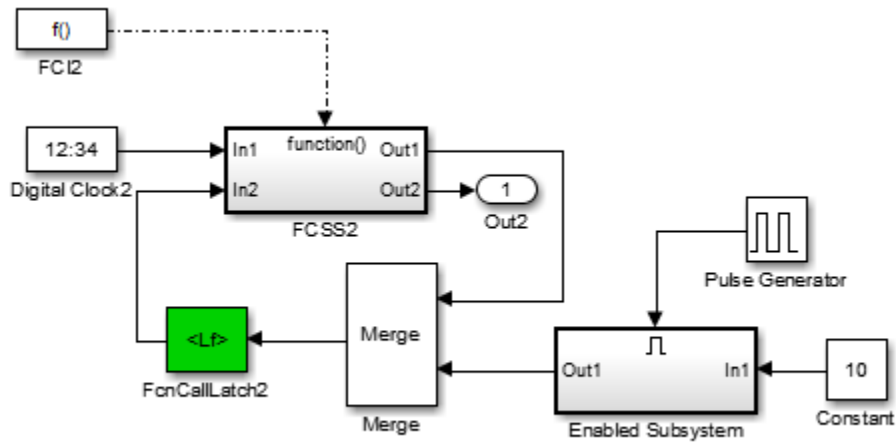 f()
FCI2
12:34
Digital Clock2
function()
In1
Out1
In2
Out2
FCSS2
1
Out2
Pulse Generator
Merge
Merge
<Lf>
FcnCallLatch2
Out1
In1
Enabled Subsystem
10
Constant